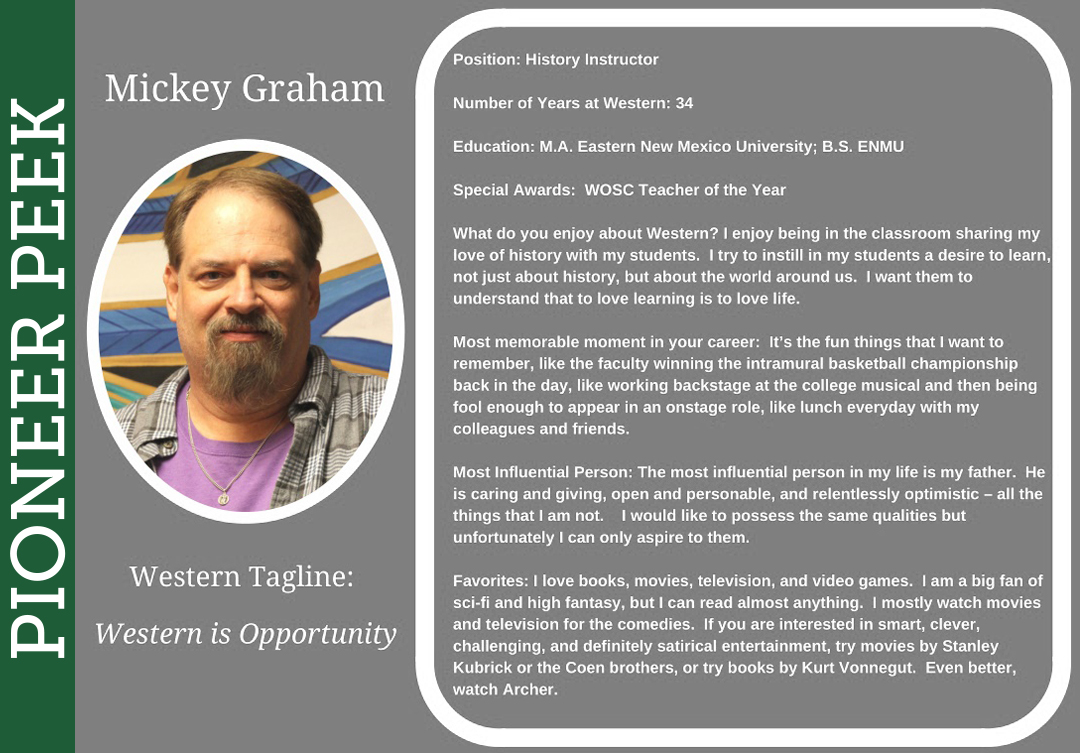 PIONEER PEEK
Mickey Graham
Western Tagline:
Western is Opportunity
Position: History Instructor
Number of Years at Western: 34
Education: M.A. Eastern New Mexico University; B.S. ENMU
Special Awards:  WOSC Teacher of the Year
What do you enjoy about Western? I enjoy being in the classroom sharing my
love of history with my students.  I try to instill in my students a desire to learn,
not just about history, but about the world around us.  I want them to
understand that to love learning is to love life.
Most memorable moment in your career:  It’s the fun things that I want to
remember, like the faculty winning the intramural basketball championship
back in the day, like working backstage at the college musical and then being
fool enough to appear in an onstage role, like lunch everyday with my
colleagues and friends.
Most Influential Person: The most influential person in my life is my father.  He
is caring and giving, open and personable, and relentlessly optimistic – all the
things that I am not.    I would like to possess the same qualities but
unfortunately I can only aspire to them.
Favorites: I love books, movies, television, and video games.  I am a big fan of
sci-fi and high fantasy, but I can read almost anything.  I mostly watch movies
and television for the comedies.  If you are interested in smart, clever,
challenging, and definitely satirical entertainment, try movies by Stanley
Kubrick or the Coen brothers, or try books by Kurt Vonnegut.  Even better,
watch Archer.